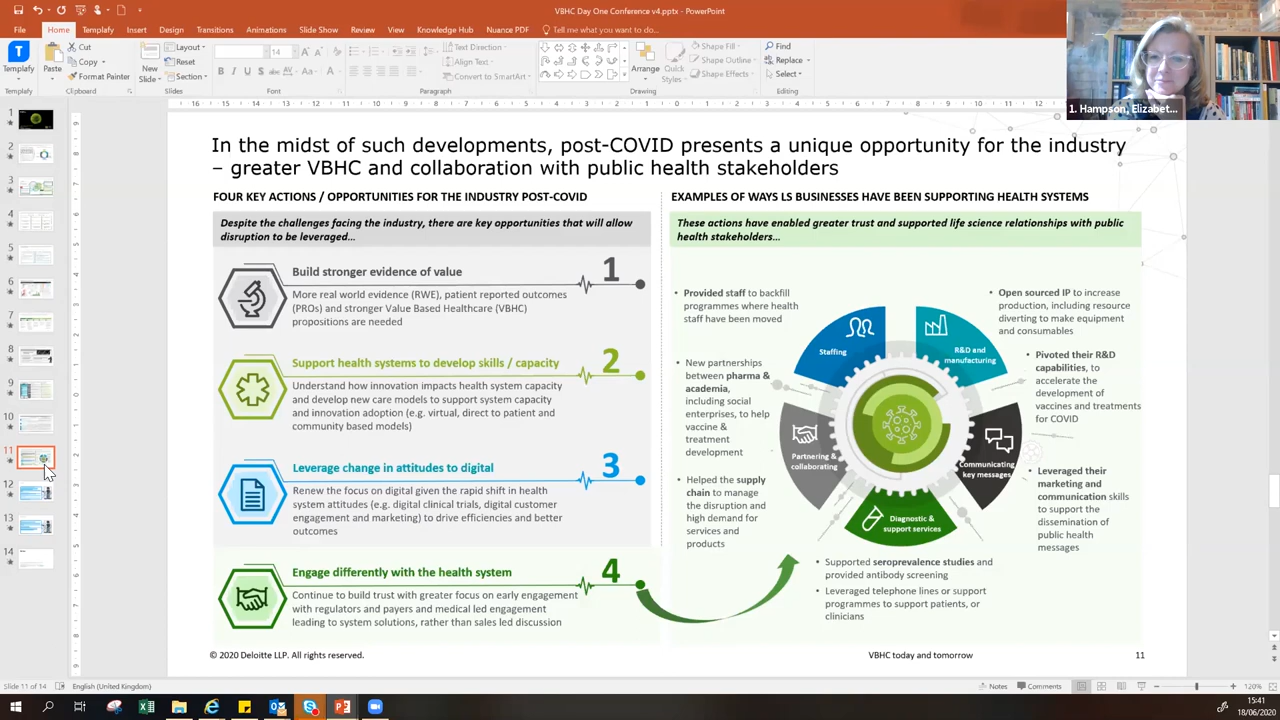 VBHC Day One Conference v4.pptx - PowerPoint
File Home Templafy Insert Design Transitions Animations Slide Show Review View Knowledge Hub Nuance PDF Tell me what you want to do...
Templafy
Paste
Cut
Copy
Format Painter
Clipboard
New Slide
Layout
Reset
Section
Slides
14
Font
Text Direction
Align Text
Convert to SmartArt
Paragraph
Arrange
Quick Styles
Shape Fill
Shape Outline
Shape Effects
Drawing
Find
Replace
Select
Editing
1. Hampson, Elizabet...
In the midst of such developments, post-COVID presents a unique opportunity for the industry
– greater VBHC and collaboration with public health stakeholders
FOUR KEY ACTIONS / OPPORTUNITIES FOR THE INDUSTRY POST-COVID
Despite the challenges facing the industry, there are key opportunities that will allow
disruption to be leveraged…
Build stronger evidence of value
1
More real world evidence (RWE), patient reported outcomes
(PROs) and stronger Value Based Healthcare (VBHC)
propositions are needed
Support health systems to develop skills / capacity
2
Understand how innovation impacts health system capacity
and develop new care models to support system capacity
and innovation adoption (e.g. virtual, direct to patient and
community based models)
Leverage change in attitudes to digital
3
Renew the focus on digital given the rapid shift in health
system attitudes (e.g. digital clinical trials, digital customer
engagement and marketing) to drive efficiencies and better
outcomes
Engage differently with the health system
4
Continue to build trust with greater focus on early engagement
with regulators and payers and medical led engagement
leading to system solutions, rather than sales led discussion
EXAMPLES OF WAYS LS BUSINESSES HAVE BEEN SUPPORTING HEALTH SYSTEMS
These actions have enabled greater trust and supported life science relationships with public
health stakeholders…
• Provided staff to backfill
programmes where health
staff have been moved
• New partnerships
between pharma &
academia,
including social
enterprises, to help
vaccine &
treatment
development
• Helped the supply
chain to manage
the disruption and
high demand for
services and
products
Staffing
R&D and
manufacturing
Partnering &
collaborating
Communicating
key messages
Diagnostic &
support services
• Open sourced IP to increase
production, including resource
diverting to make equipment
and consumables
• Pivoted their R&D
capabilities, to
accelerate the
development of
vaccines and treatments
for COVID
• Leveraged their
marketing and
communication skills
to support the
dissemination of
public health
messages
• Supported seroprevalence studies and
provided antibody screening
• Leveraged telephone lines or support
programmes to support patients, or
clinicians
© 2020 Deloitte LLP. All rights reserved.
VBHC today and tomorrow
11
1
2
3
4
5
6
7
8
9
10
11
12
13
14
Slide 11 of 14 English (United Kingdom)
Notes Comments 120%
15:41
18/06/2020